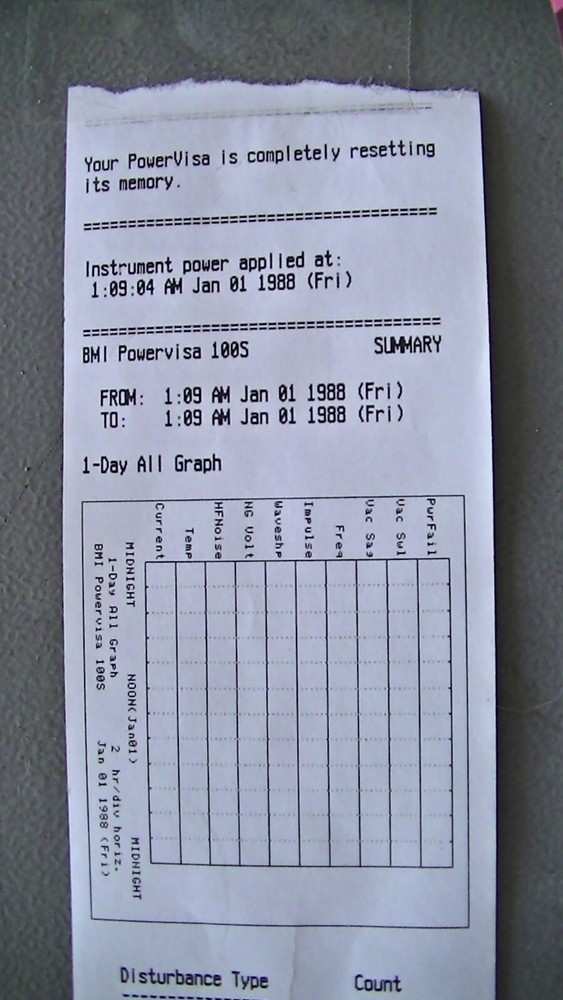 Your PowerVisa is completely resetting
its memory.
======================================
Instrument power applied at:
1:09:04 AM Jan 01 1988 (Fri)
======================================
BMI Powervisa 100S SUMMARY
FROM: 1:09 AM Jan 01 1988 (Fri)
TO: 1:09 AM Jan 01 1988 (Fri)
1-Day All Graph
PwrFail
Vac Swl
Vac Sag
Freq
Impulse
Waveshp
NG Volt
HFNoise
Temp
Current
MIDNIGHT NOON(Jan01) MIDNIGHT
1-Day All Graph 2 hr/div horiz.
BMI Powervisa 100S Jan 01 1988 (Fri)
Disturbance Type Count